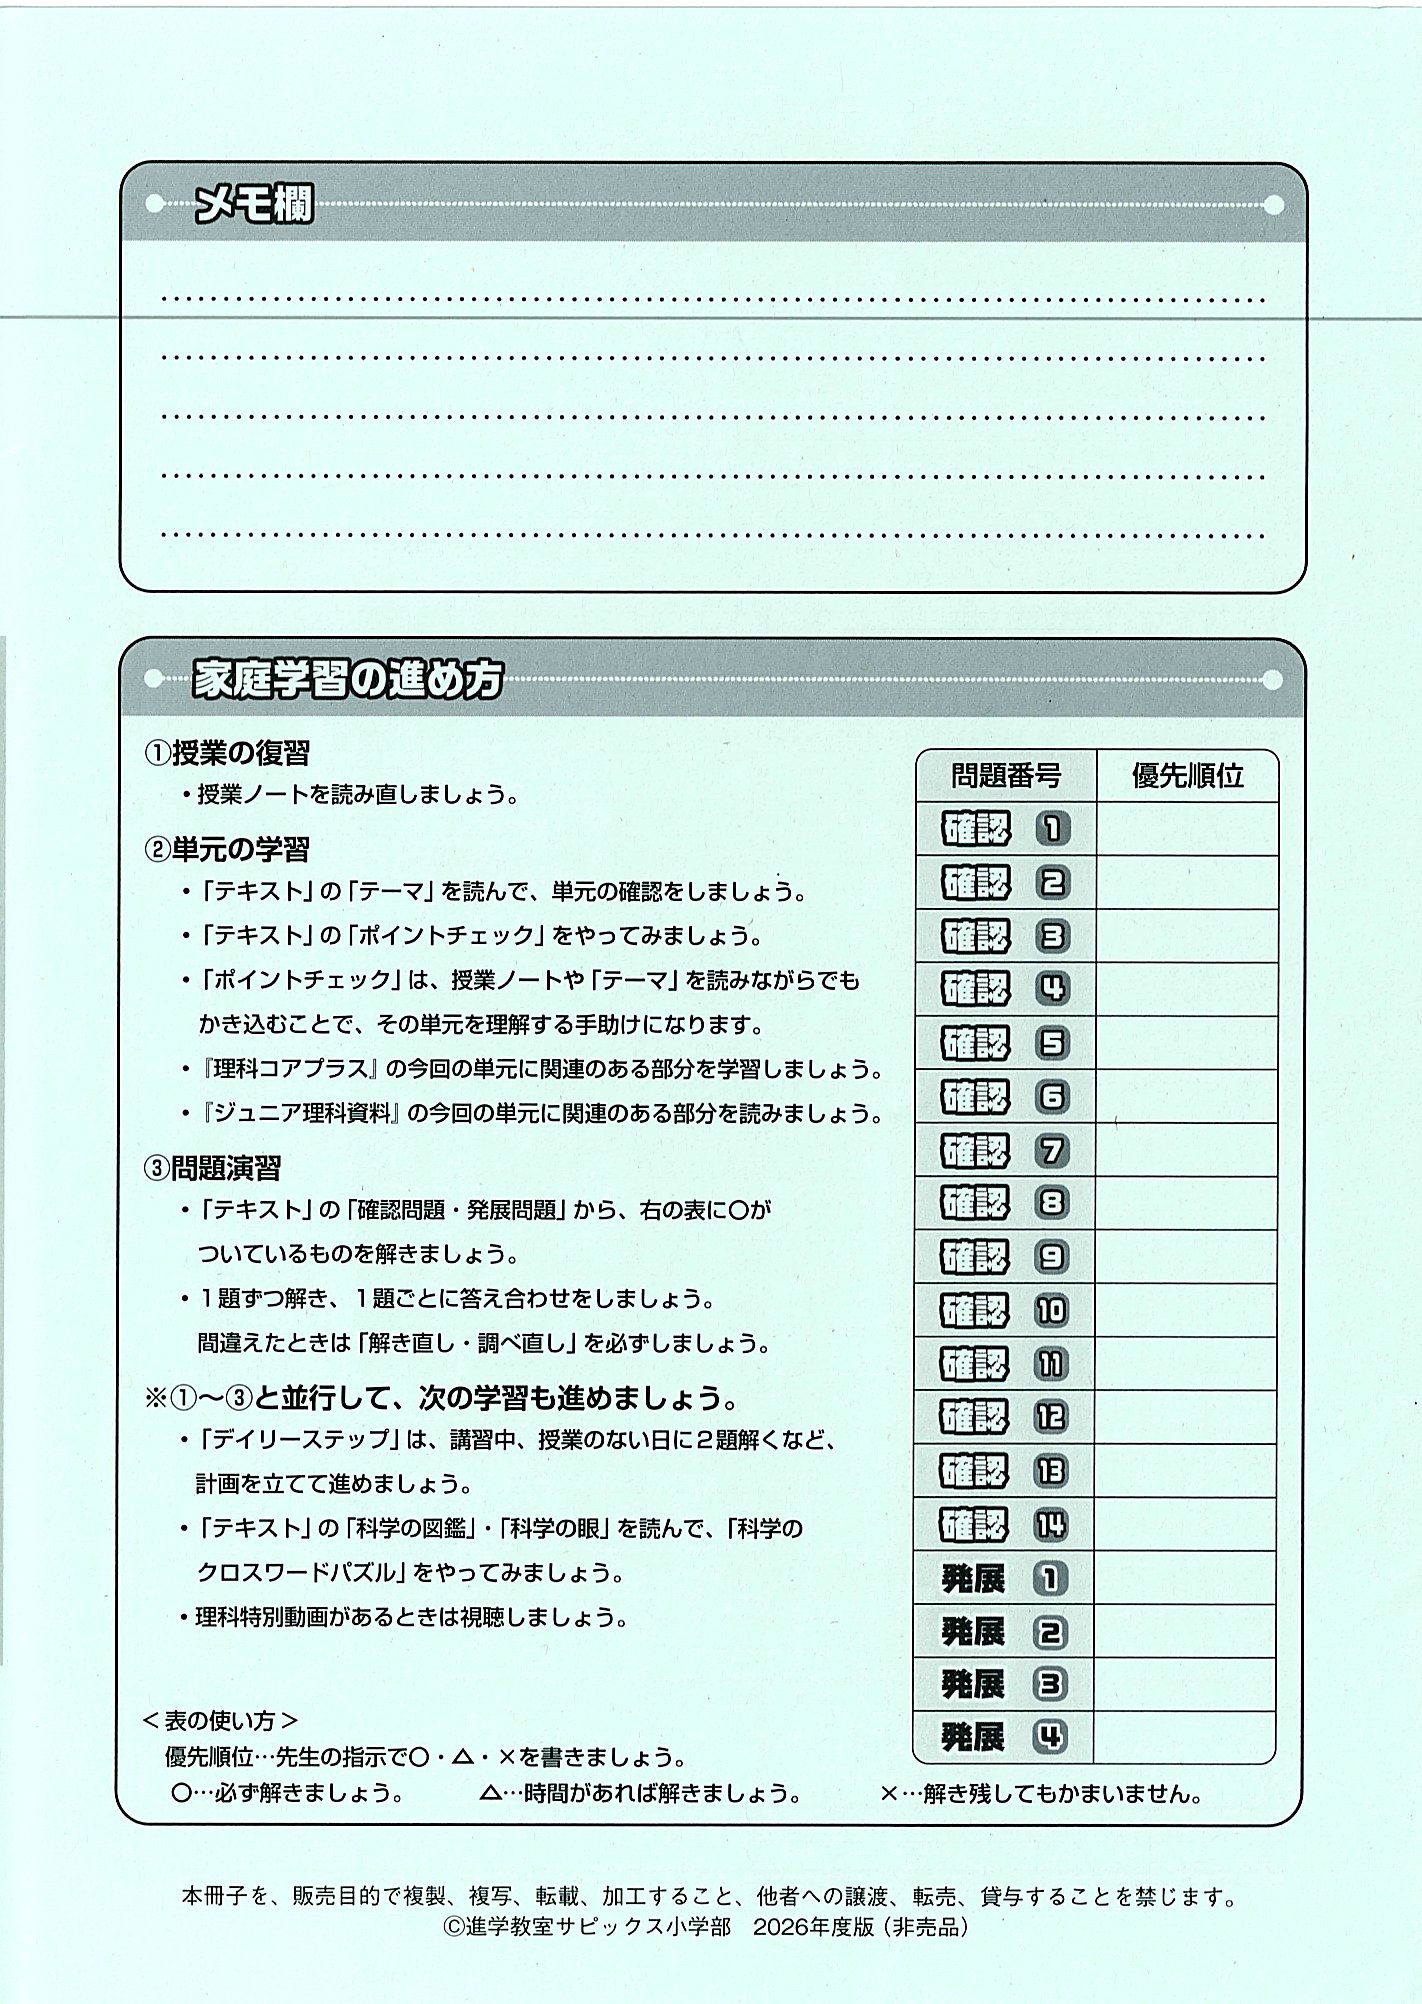 メモ欄
家庭学習の進め方
①授業の復習
・授業ノートを読み直しましょう。
②単元の学習
・「テキスト」の「テーマ」を読んで、単元の確認をしましょう。
・「テキスト」の「ポイントチェック」をやってみましょう。
・「ポイントチェック」は、授業ノートや「テーマ」を読みながらでも
かき込むことで、その単元を理解する手助けになります。
・『理科コアプラス』の今回の単元に関連のある部分を学習しましょう。
・『ジュニア理科資料』の今回の単元に関連のある部分を読みましょう。
③問題演習
・「テキスト」の「確認問題・発展問題」から、右の表に〇が
ついているものを解きましょう。
・１題ずつ解き、１題ごとに答え合わせをしましょう。
間違えたときは「解き直し・調べ直し」を必ずしましょう。
※①～③と並行して、次の学習も進めましょう。
・「デイリーステップ」は、講習中、授業のない日に２題解くなど、
計画を立てて進めましょう。
・「テキスト」の「科学の図鑑」・「科学の眼」を読んで、「科学の
クロスワードパズル」をやってみましょう。
・理科特別動画があるときは視聴しましょう。
問題番号 優先順位
確認 1
確認 2
確認 3
確認 4
確認 5
確認 6
確認 7
確認 8
確認 9
確認 10
確認 11
確認 12
確認 13
確認 14
発展 1
発展 2
発展 3
発展 4
＜表の使い方＞
優先順位…先生の指示で〇・△・×を書きましょう。
〇…必ず解きましょう。 △…時間があれば解きましょう。 ×…解き残してもかまいません。
本冊子を、販売目的で複製、複写、転載、加工すること、他者への譲渡、転売、貸与することを禁じます。
©進学教室サピックス小学部 2026年度版（非売品）